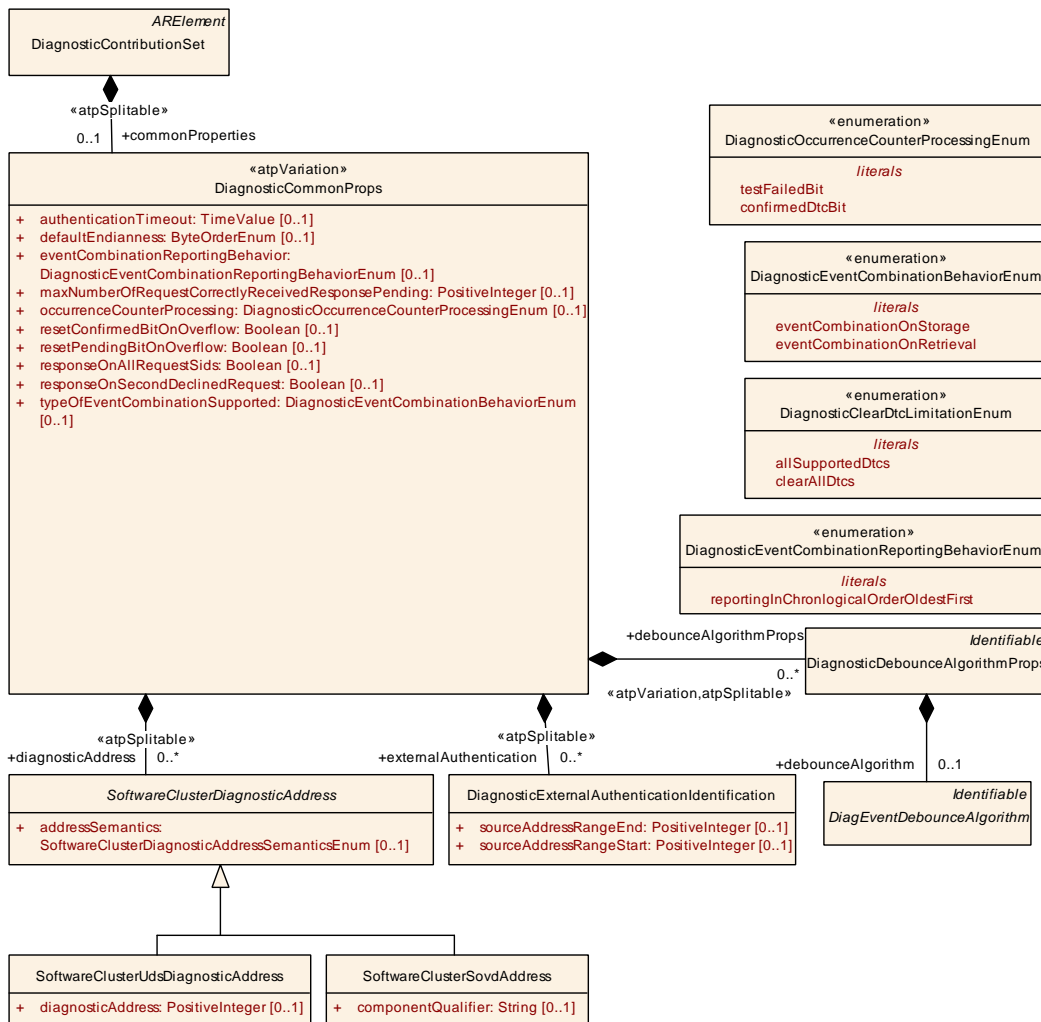 ARElement
DiagnosticContributionSet
«atpSplitable»
0..1 +commonProperties
«atpVariation»
DiagnosticCommonProps
+ authenticationTimeout: TimeValue [0..1]
+ defaultEndianness: ByteOrderEnum [0..1]
+ eventCombinationReportingBehavior:
DiagnosticEventCombinationReportingBehaviorEnum [0..1]
+ maxNumberOfRequestCorrectlyReceivedResponsePending: PositiveInteger [0..1]
+ occurrenceCounterProcessing: DiagnosticOccurrenceCounterProcessingEnum [0..1]
+ resetConfirmedBitOnOverflow: Boolean [0..1]
+ resetPendingBitOnOverflow: Boolean [0..1]
+ responseOnAllRequestSids: Boolean [0..1]
+ responseOnSecondDeclinedRequest: Boolean [0..1]
+ typeOfEventCombinationSupported: DiagnosticEventCombinationBehaviorEnum
[0..1]
«enumeration»
DiagnosticOccurrenceCounterProcessingEnum
literals
testFailedBit
confirmedDtcBit
«enumeration»
DiagnosticEventCombinationBehaviorEnum
literals
eventCombinationOnStorage
eventCombinationOnRetrieval
«enumeration»
DiagnosticClearDtcLimitationEnum
literals
allSupportedDtcs
clearAllDtcs
«enumeration»
DiagnosticEventCombinationReportingBehaviorEnum
literals
reportingInChronlogicalOrderOldestFirst
+debounceAlgorithmProps
0..*
«atpVariation,atpSplitable»
Identifiable
DiagnosticDebounceAlgorithmProps
+debounceAlgorithm 0..1
Identifiable
DiagEventDebounceAlgorithm
«atpSplitable»
+diagnosticAddress 0..*
«atpSplitable»
+externalAuthentication 0..*
SoftwareClusterDiagnosticAddress
+ addressSemantics:
SoftwareClusterDiagnosticAddressSemanticsEnum [0..1]
DiagnosticExternalAuthenticationIdentification
+ sourceAddressRangeEnd: PositiveInteger [0..1]
+ sourceAddressRangeStart: PositiveInteger [0..1]
SoftwareClusterUdsDiagnosticAddress
+ diagnosticAddress: PositiveInteger [0..1]
SoftwareClusterSovdAddress
+ componentQualifier: String [0..1]